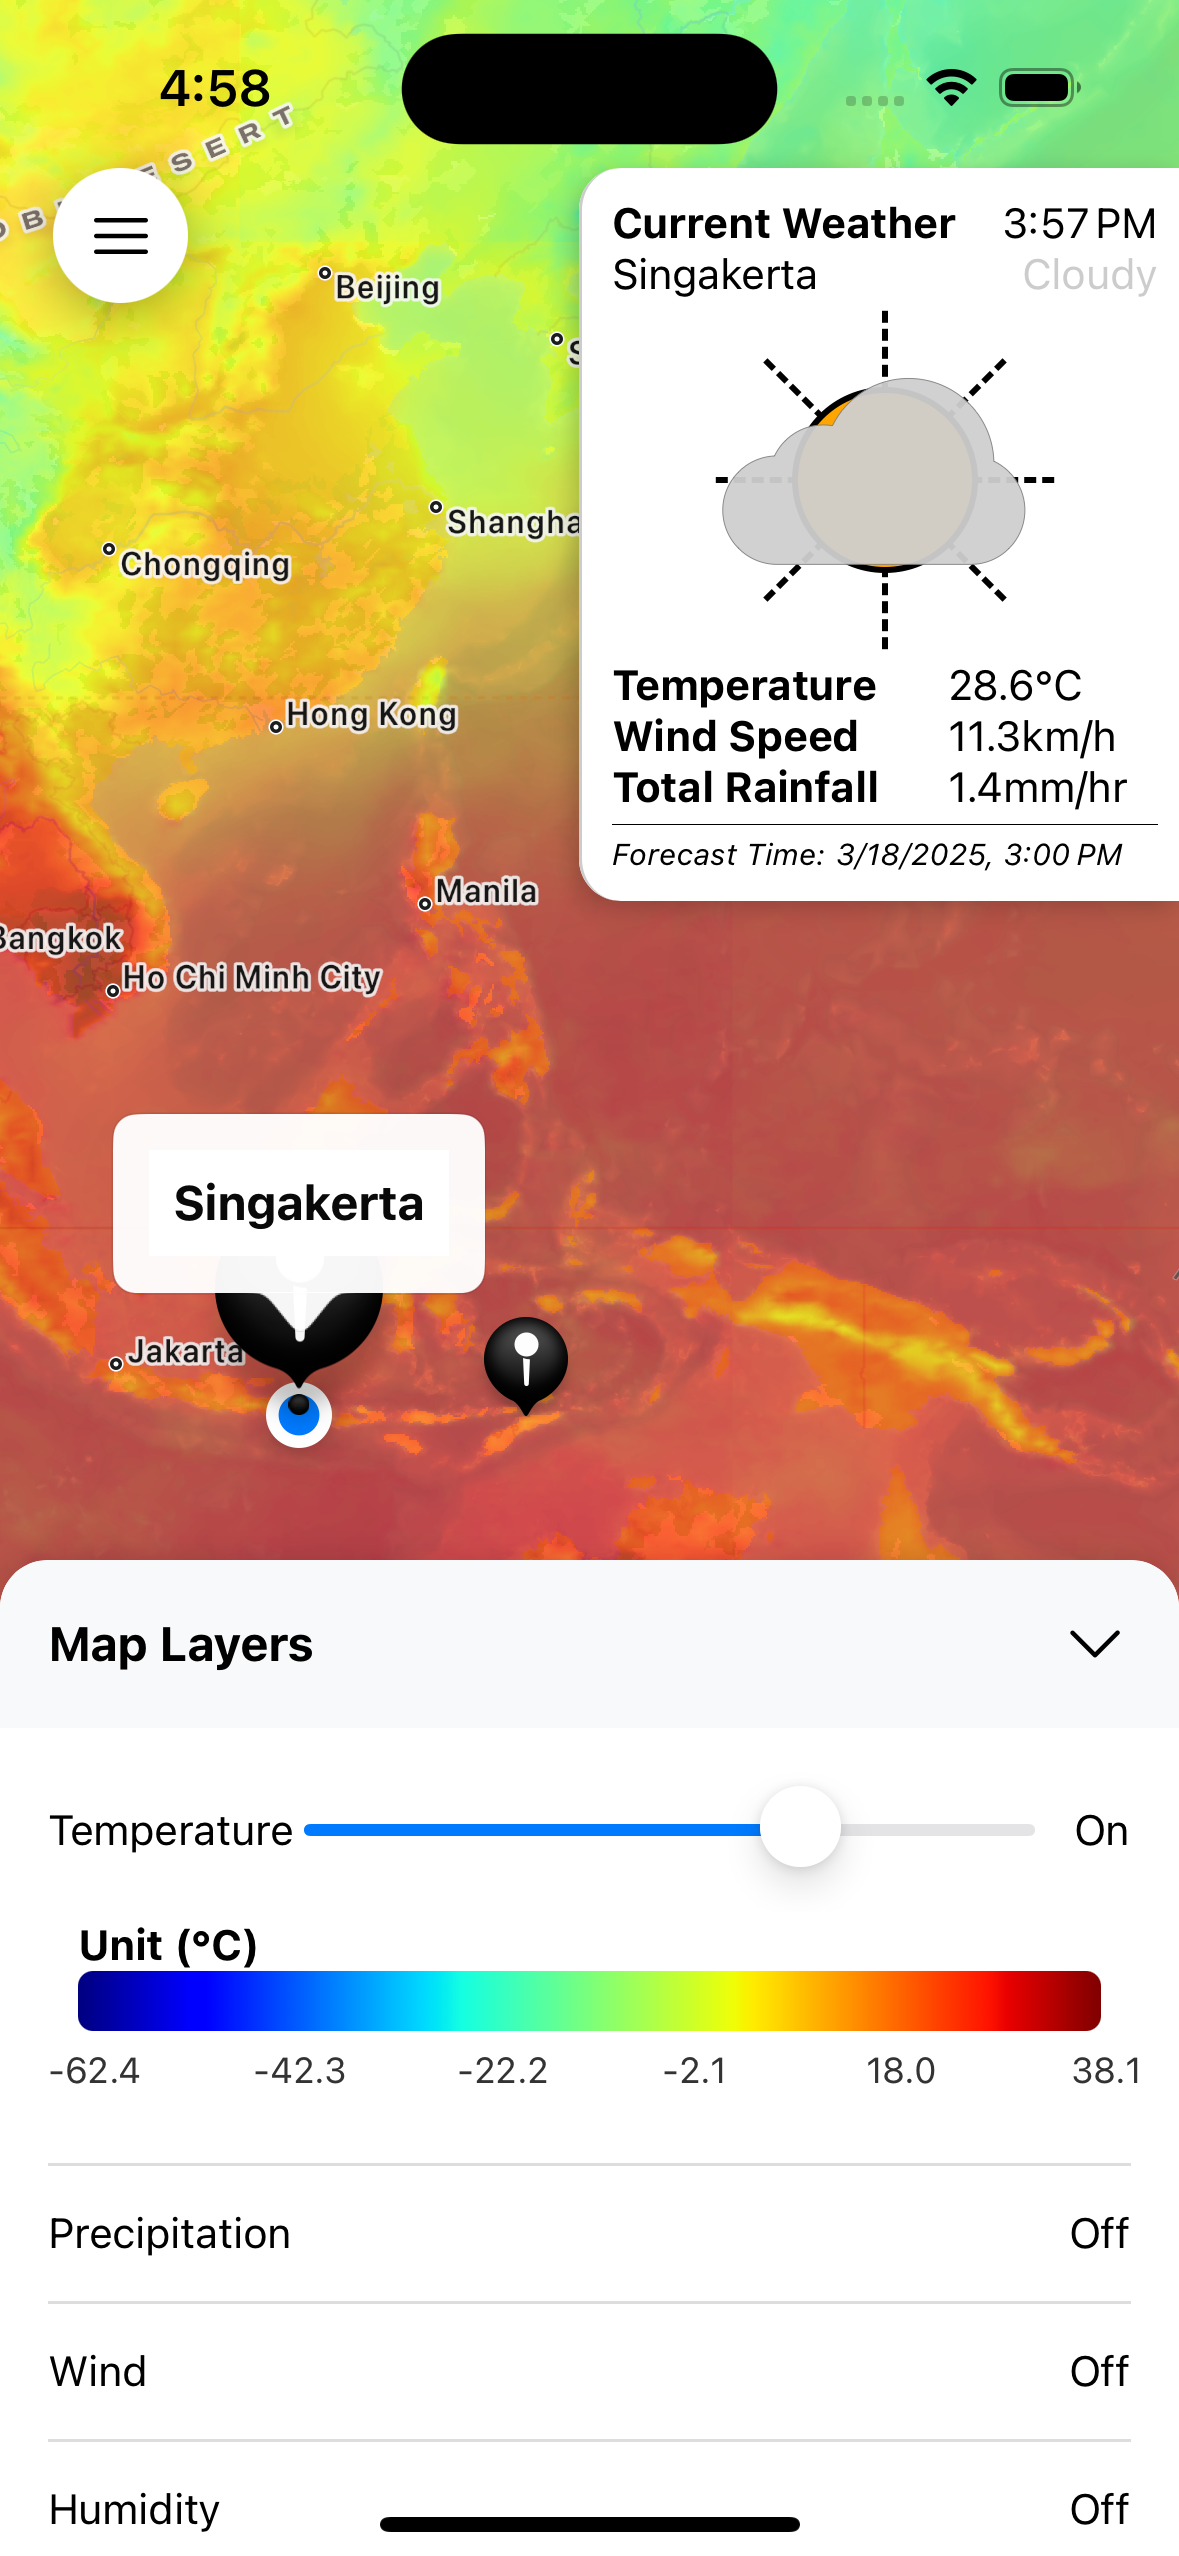 4:58
ESERT
OB
Current Weather 3:57 PM
Singakerta Cloudy
Beijing
S
Shangha
Chongqing
Hong Kong
Temperature 28.6°C
Wind Speed 11.3km/h
Total Rainfall 1.4mm/hr
Forecast Time: 3/18/2025, 3:00 PM
Manila
Bangkok
Ho Chi Minh City
Singakerta
Jakarta
Map Layers
Temperature On
Unit (°C)
-62.4 -42.3 -22.2 -2.1 18.0 38.1
Precipitation Off
Wind Off
Humidity Off